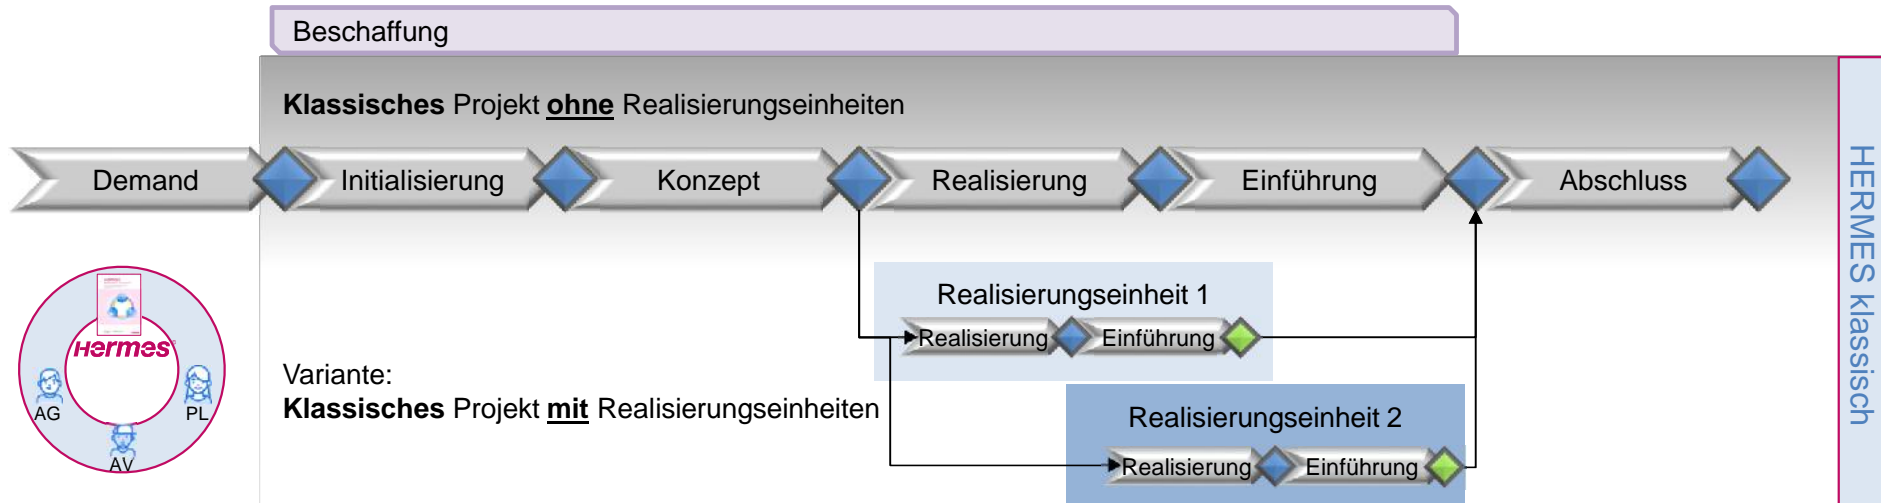 Beschaffung
Klassisches Projekt ohne Realisierungseinheiten
Demand
Initialisierung
Konzept
Realisierung
Einführung
Abschluss
HERMES klassisch
Realisierungseinheit 1
Realisierung
Einführung
Hermes
AG
PL
AV
Variante:
Klassisches Projekt mit Realisierungseinheiten
Realisierungseinheit 2
Realisierung
Einführung